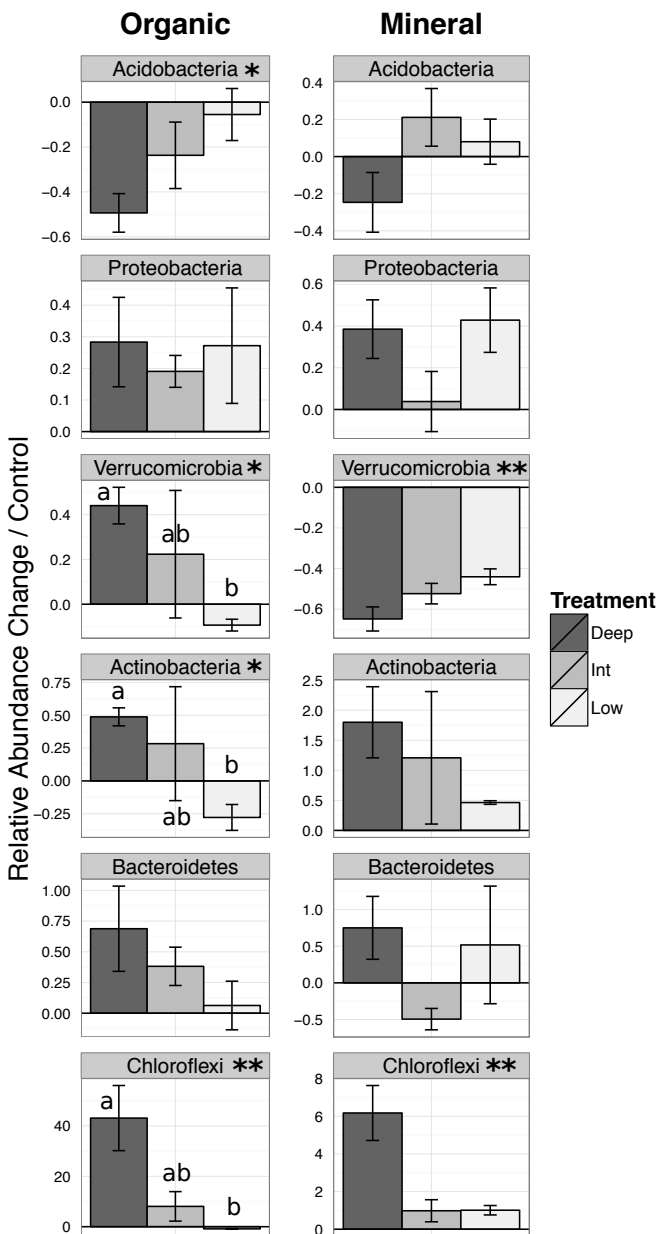 Organic
Mineral
Relative Abundance Change / Control
Acidobacteria *
0.0
−0.2
−0.4
−0.6
Acidobacteria
0.4
0.2
0.0
−0.2
−0.4
Proteobacteria
0.4
0.3
0.2
0.1
0.0
Proteobacteria
0.6
0.4
0.2
0.0
Verrucomicrobia *
0.4
0.2
0.0
a
ab
b
Verrucomicrobia **
0.0
−0.2
−0.4
−0.6
Actinobacteria *
0.75
0.50
0.25
0.00
−0.25
a
ab
b
Actinobacteria
2.5
2.0
1.5
1.0
0.5
0.0
Bacteroidetes
1.00
0.75
0.50
0.25
0.00
Bacteroidetes
1.0
0.5
0.0
−0.5
Chloroflexi **
40
20
0
a
ab
b
Chloroflexi **
8
6
4
2
0
Treatment
Deep
Int
Low